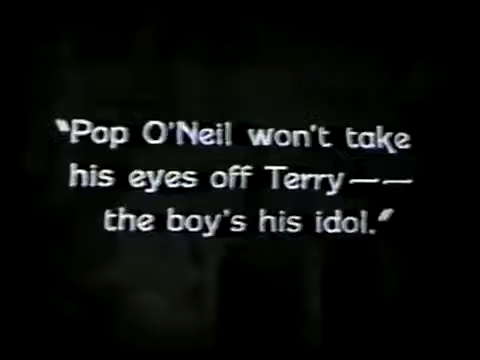 "Pop O'Neil won't take
his eyes off Terry——
the boy's his idol."